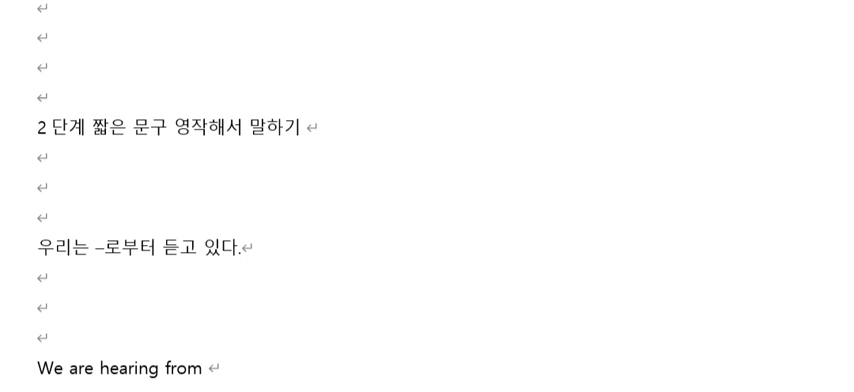 2 단계 짧은 문구 영작해서 말하기
우리는 –로부터 듣고 있다.
We are hearing from